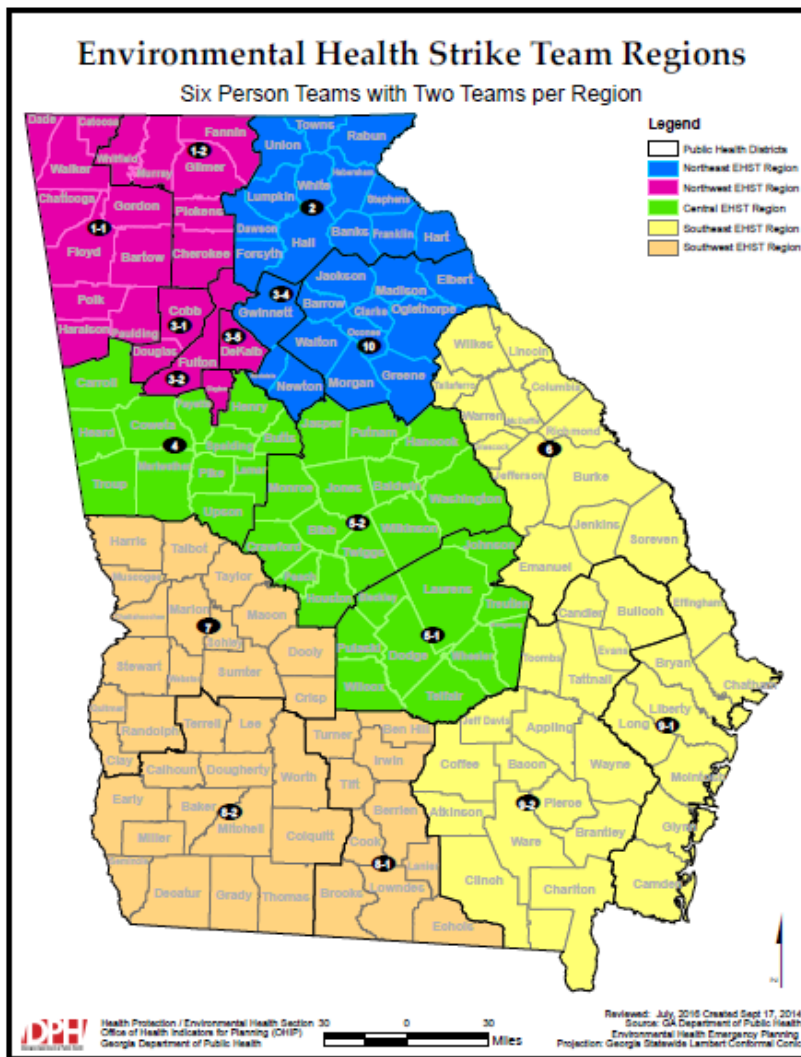 Environmental Health Strike Team Regions
Six Person Teams with Two Teams per Region
Legend
Public Health Districts
Northeast EHST Region
Northwest EHST Region
Central EHST Region
Southeast EHST Region
Southwest EHST Region
Dade Catoosa Fannin Towns Rabun
Whitfield Murray 1-2 Union
Walker Gilmer Habersham
Chattooga Gordon Pickens Lumpkin White Stephens
1-1 2
Floyd Bartow Cherokee Dawson Hall Banks Franklin Hart
Forsyth
Polk Cobb Gwinnett 3-4 Jackson Madison Elbert
Haralson Paulding 3-1 3-5 Barrow Clarke Oglethorpe
Douglas Fulton DeKalb Walton Oconee 10
3-2 Newton Morgan Greene Wilkes Lincoln
Carroll Fayette Henry Taliaferro Columbia
Heard Coweta Spalding Butts Jasper Putnam Hancock Warren McDuffie Richmond
4 6
Troup Meriwether Pike Lamar Monroe Jones Baldwin Washington Jefferson Burke
Upson Bibb 5-2 Wilkinson Jenkins Screven
Harris Talbot Crawford Twiggs Johnson Emanuel
Muscogee Taylor Peach Houston Bleckley Laurens Treutlen Candler Bulloch Effingham
Marion Macon
7 Schley Dooly Pulaski 5-1 Dodge Wheeler Toombs Evans Bryan Chatham
Stewart Webster Sumter Crisp Wilcox Telfair Tattnall
Quitman Randolph Terrell Lee Turner Ben Hill Jeff Davis Appling Long Liberty 9-1
Clay Calhoun Dougherty Worth Irwin Coffee Bacon Wayne McIntosh
Early Baker Tift Berrien Atkinson 9-2 Pierce
8-2 Mitchell Colquitt Cook Ware Brantley Glynn
Miller 8-1 Lanier
Seminole Decatur Grady Thomas Brooks Lowndes Clinch Charlton Camden
Echols
DPH
Health Protection / Environmental Health Section
Office of Health Indicators for Planning (OHIP)
Georgia Department of Public Health
30 0 30
Miles
Reviewed: July, 2016 Created Sept 17, 2014
Source: GA Department of Public Health
Environmental Health Emergency Planning
Projection: Georgia Statewide Lambert Conformal Conic